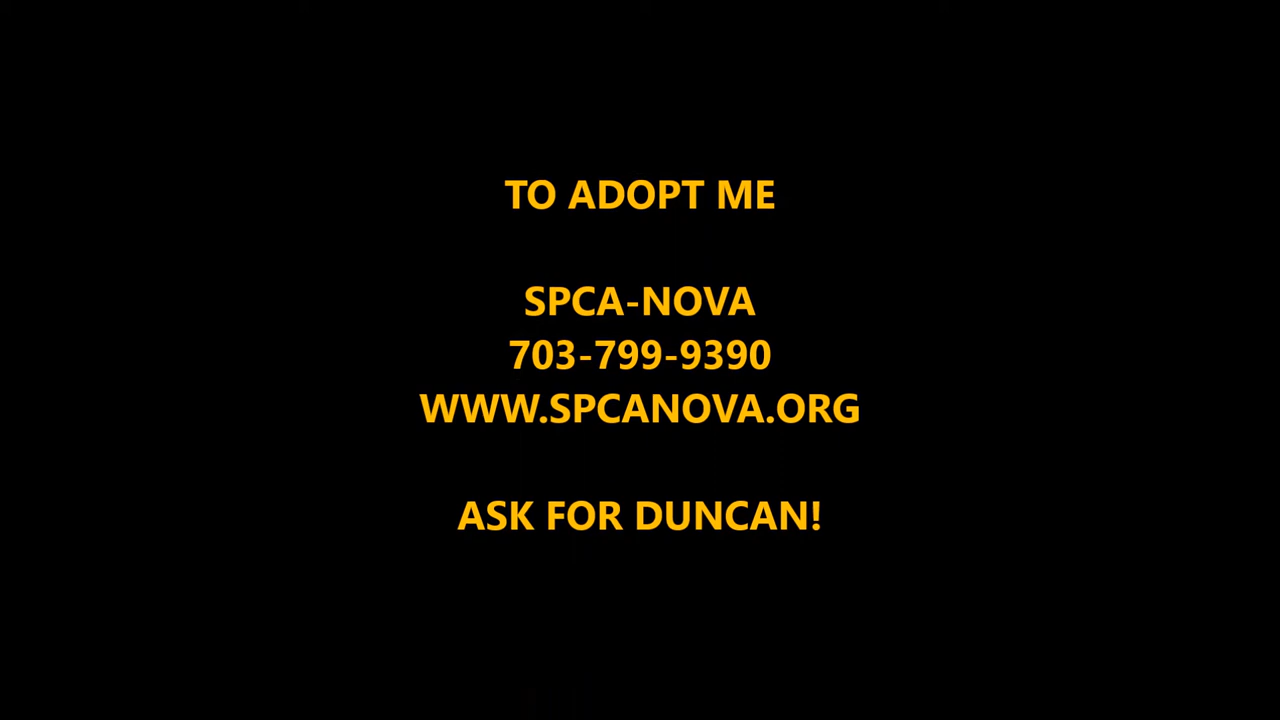 TO ADOPT ME
SPCA-NOVA
703-799-9390
WWW.SPCANOVA.ORG
ASK FOR DUNCAN!